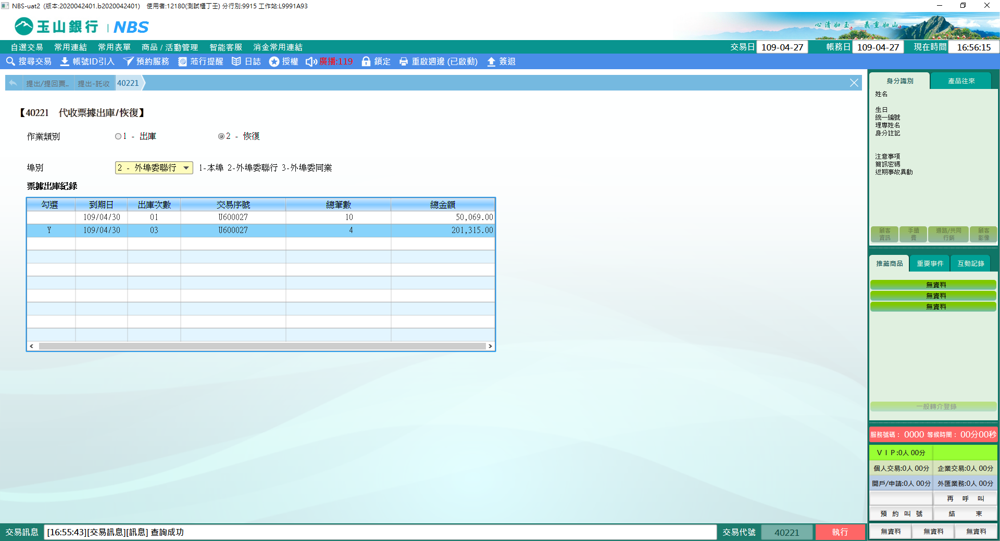 NBS-uat2 (版本:2020042401.b2020042401) 使用者:12180(測試櫃丁壬) 分行別:9915 工作站:L9991A93
玉山銀行 | NBS
心清如玉。 義重如山。
自選交易 常用連結 常用表單 商品 / 活動管理 智能客服 消金常用連結
交易日 109-04-27 帳務日 109-04-27 現在時間 16:56:15
搜尋交易 帳號ID引入 預約服務 蒞行提醒 日誌 授權 廣播:119 鎖定 重啟週邊 (已啟動) 簽退
提出/提回票.. 提出-託收 40221
【40221 代收票據出庫/恢復】
作業類別 1 - 出庫 2 - 恢復
埠別 2 - 外埠委聯行 1-本埠 2-外埠委聯行 3-外埠委同業
票據出庫紀錄
勾選 到期日 出庫次數 交易序號 總筆數 總金額
109/04/30 01 U600027 10 50,069.00
Y 109/04/30 03 U600027 4 201,315.00
交易訊息 [16:55:43][交易訊息][訊息] 查詢成功
交易代號 40221 執行
身分識別 產品往來
姓名
生日
統一編號
理專姓名
身分註記
注意事項
簡訊密碼
近期事故異動
顧客資訊 手續費 通路/共同行銷 顧客影像
推薦商品 重要事件 互動記錄
無資料
無資料
無資料
一般轉介登錄
服務號碼： 0000 等候時間： 00分00秒
ＶＩＰ:0人 00分
個人交易:0人 00分 企業交易:0人 00分
開戶/申請:0人 00分 外匯業務:0人 00分
再 呼 叫
預 約 叫 號 結 束
無資料 無資料 無資料